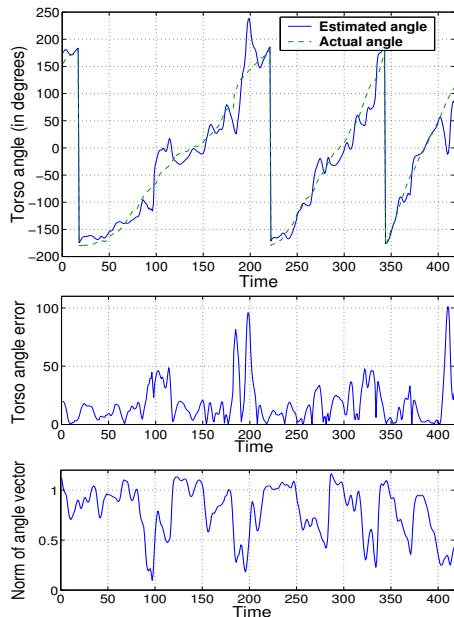 250
200
150
100
50
0
−50
−100
−150
−200
Torso angle (in degrees)
Estimated angle
Actual angle
0 50 100 150 200 250 300 350 400
Time
100
50
0
Torso angle error
0 50 100 150 200 250 300 350 400
Time
1
0.5
0
Norm of angle vector
0 50 100 150 200 250 300 350 400
Time